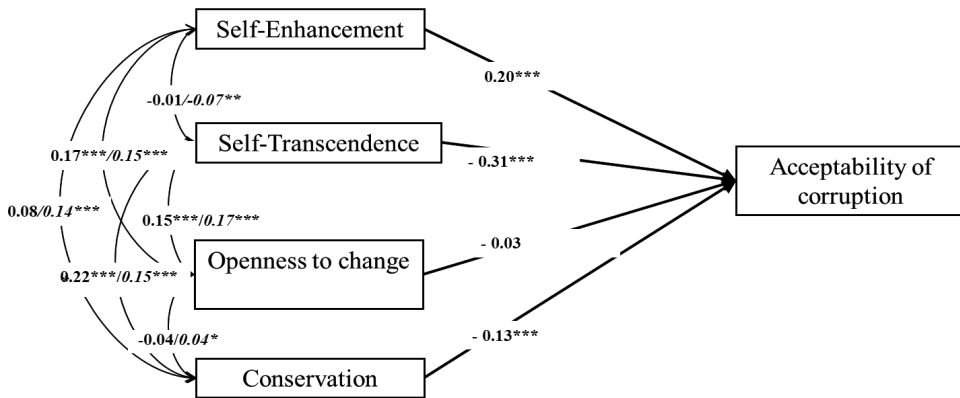 Self-Enhancement
0.20***
-0.01/-0.07**
Self-Transcendence
0.17***/0.15***
- 0.31***
Acceptability of
corruption
0.08/0.14***
0.15***/0.17***
- 0.03
Openness to change
0.22***/0.15***
-0.04/0.04*
- 0.13***
Conservation